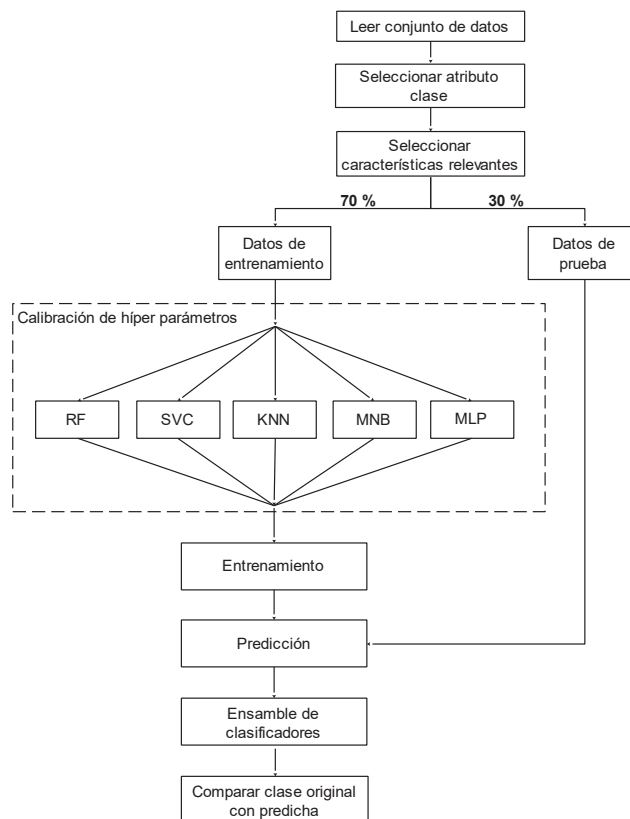 Leer conjunto de datos
Seleccionar atributo
clase
Seleccionar
características relevantes
70 %
30 %
Datos de
entrenamiento
Datos de
prueba
Calibración de híper parámetros
RF
SVC
KNN
MNB
MLP
Entrenamiento
Predicción
Ensamble de
clasificadores
Comparar clase original
con predicha